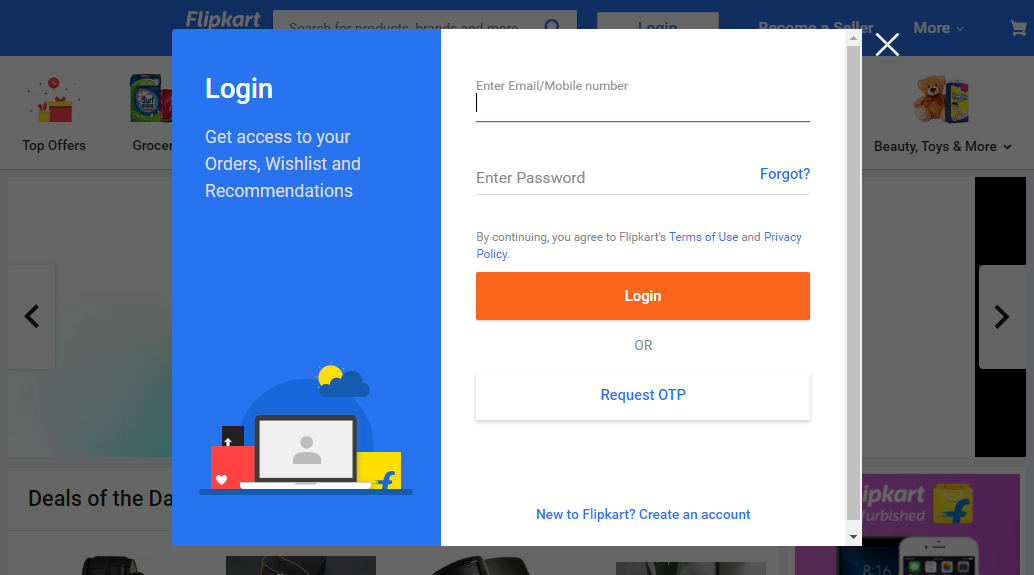 Flipkart
Search for products, brands and more
Login
Become a Seller
More
Top Offers
Grocer
Beauty, Toys & More
Login
Get access to your
Orders, Wishlist and
Recommendations
Enter Email/Mobile number
Enter Password
Forgot?
By continuing, you agree to Flipkart's Terms of Use and Privacy
Policy.
Login
OR
Request OTP
New to Flipkart? Create an account
Deals of the Da
ipkart
furbished
8:16